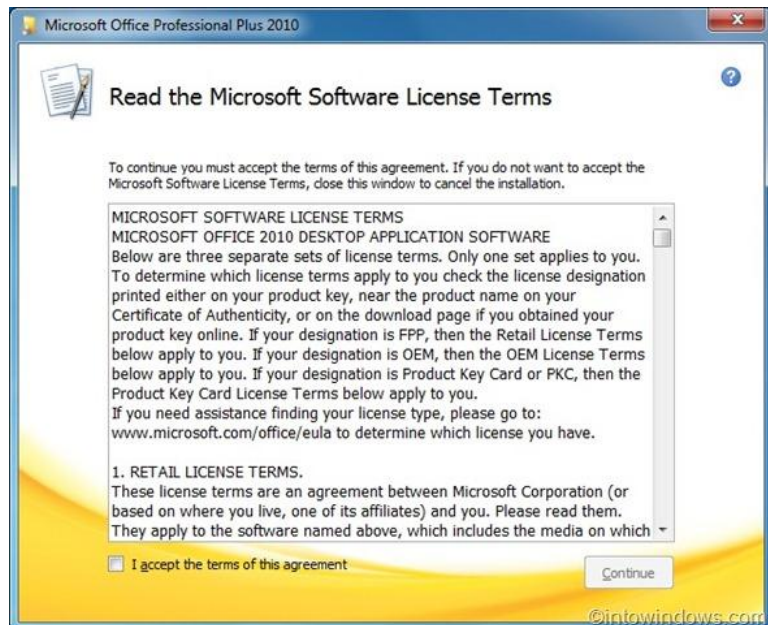 Microsoft Office Professional Plus 2010
Read the Microsoft Software License Terms
To continue you must accept the terms of this agreement. If you do not want to accept the
Microsoft Software License Terms, close this window to cancel the installation.
MICROSOFT SOFTWARE LICENSE TERMS
MICROSOFT OFFICE 2010 DESKTOP APPLICATION SOFTWARE
Below are three separate sets of license terms. Only one set applies to you.
To determine which license terms apply to you check the license designation
printed either on your product key, near the product name on your
Certificate of Authenticity, or on the download page if you obtained your
product key online. If your designation is FPP, then the Retail License Terms
below apply to you. If your designation is OEM, then the OEM License Terms
below apply to you. If your designation is Product Key Card or PKC, then the
Product Key Card License Terms below apply to you.
If you need assistance finding your license type, please go to:
www.microsoft.com/office/eula to determine which license you have.
1. RETAIL LICENSE TERMS.
These license terms are an agreement between Microsoft Corporation (or
based on where you live, one of its affiliates) and you. Please read them.
They apply to the software named above, which includes the media on which
I accept the terms of this agreement
Continue
©intowindows.com